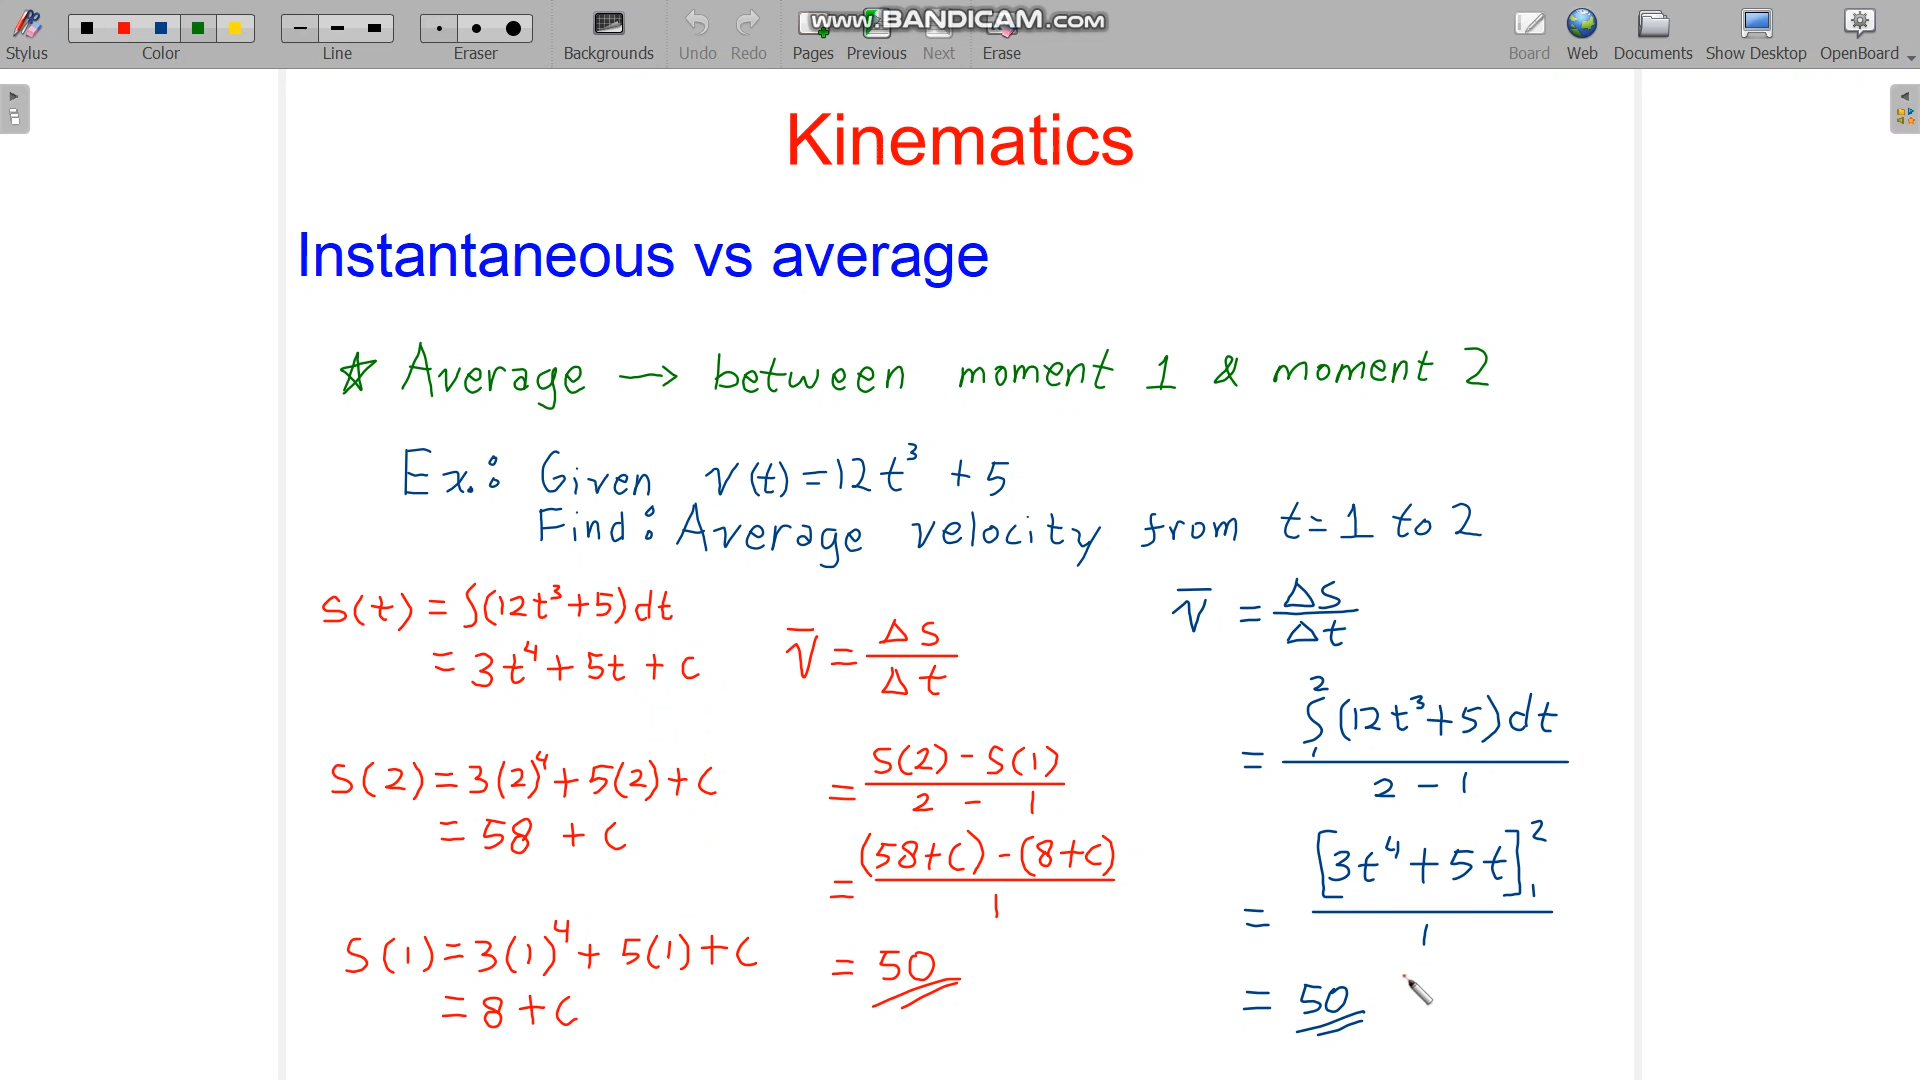 www.BANDICAM.com
Stylus Color Line Eraser Backgrounds Undo Redo Pages Previous Next Erase Board Web Documents Show Desktop OpenBoard
Kinematics
Instantaneous vs average
☆ Average → between moment 1 & moment 2
Ex.: Given v(t) = 12t³ + 5
Find: Average velocity from t = 1 to 2
S(t) = ∫(12t³+5)dt
= 3t⁴ + 5t + C
S(2) = 3(2)⁴ + 5(2) + C
= 58 + C
S(1) = 3(1)⁴ + 5(1) + C
= 8 + C
v̅ = Δs / Δt
= S(2) - S(1) / 2 - 1
= (58+C) - (8+C) / 1
= 50
v̅ = Δs / Δt
= ∫₁² (12t³+5)dt / 2 - 1
= [3t⁴ + 5t]₁² / 1
= 50